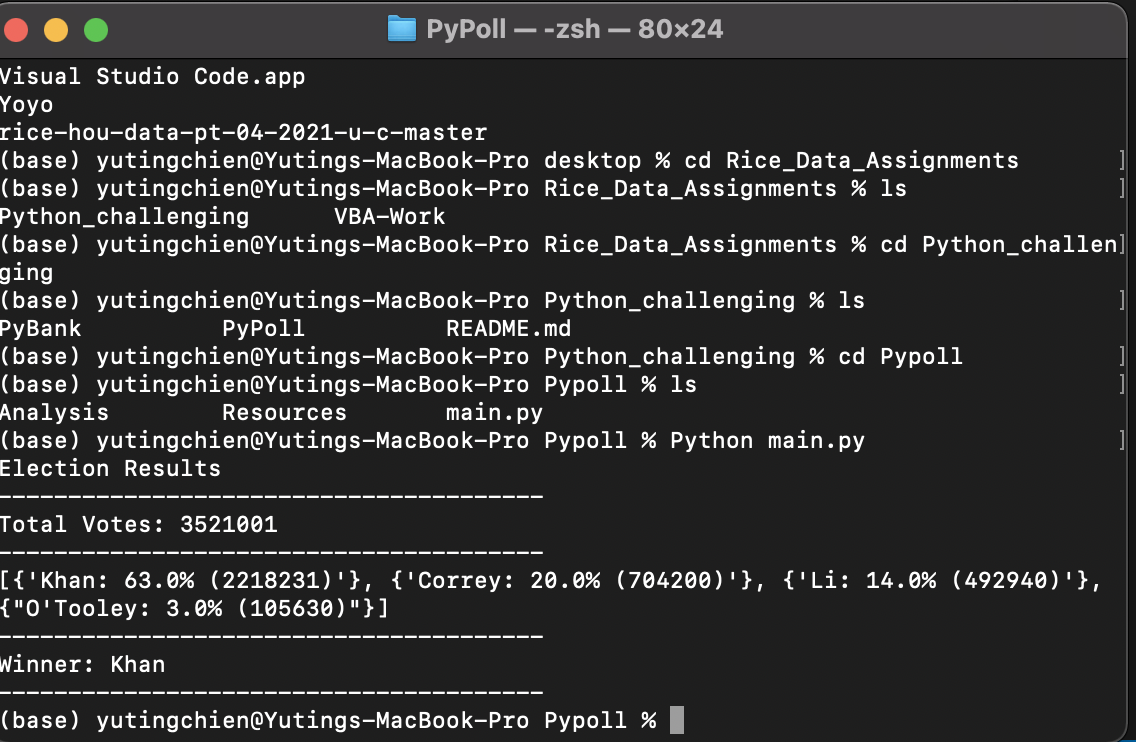 PyPoll — -zsh — 80×24
Visual Studio Code.app
Yoyo
rice-hou-data-pt-04-2021-u-c-master
(base) yutingchien@Yutings-MacBook-Pro desktop % cd Rice_Data_Assignments ]
(base) yutingchien@Yutings-MacBook-Pro Rice_Data_Assignments % ls ]
Python_challenging VBA-Work
(base) yutingchien@Yutings-MacBook-Pro Rice_Data_Assignments % cd Python_challen]
ging
(base) yutingchien@Yutings-MacBook-Pro Python_challenging % ls ]
PyBank PyPoll README.md
(base) yutingchien@Yutings-MacBook-Pro Python_challenging % cd Pypoll ]
(base) yutingchien@Yutings-MacBook-Pro Pypoll % ls ]
Analysis Resources main.py
(base) yutingchien@Yutings-MacBook-Pro Pypoll % Python main.py ]
Election Results
---------------------------------------
Total Votes: 3521001
---------------------------------------
[{'Khan: 63.0% (2218231)'}, {'Correy: 20.0% (704200)'}, {'Li: 14.0% (492940)'},
{"O'Tooley: 3.0% (105630)"}]
---------------------------------------
Winner: Khan
---------------------------------------
(base) yutingchien@Yutings-MacBook-Pro Pypoll %